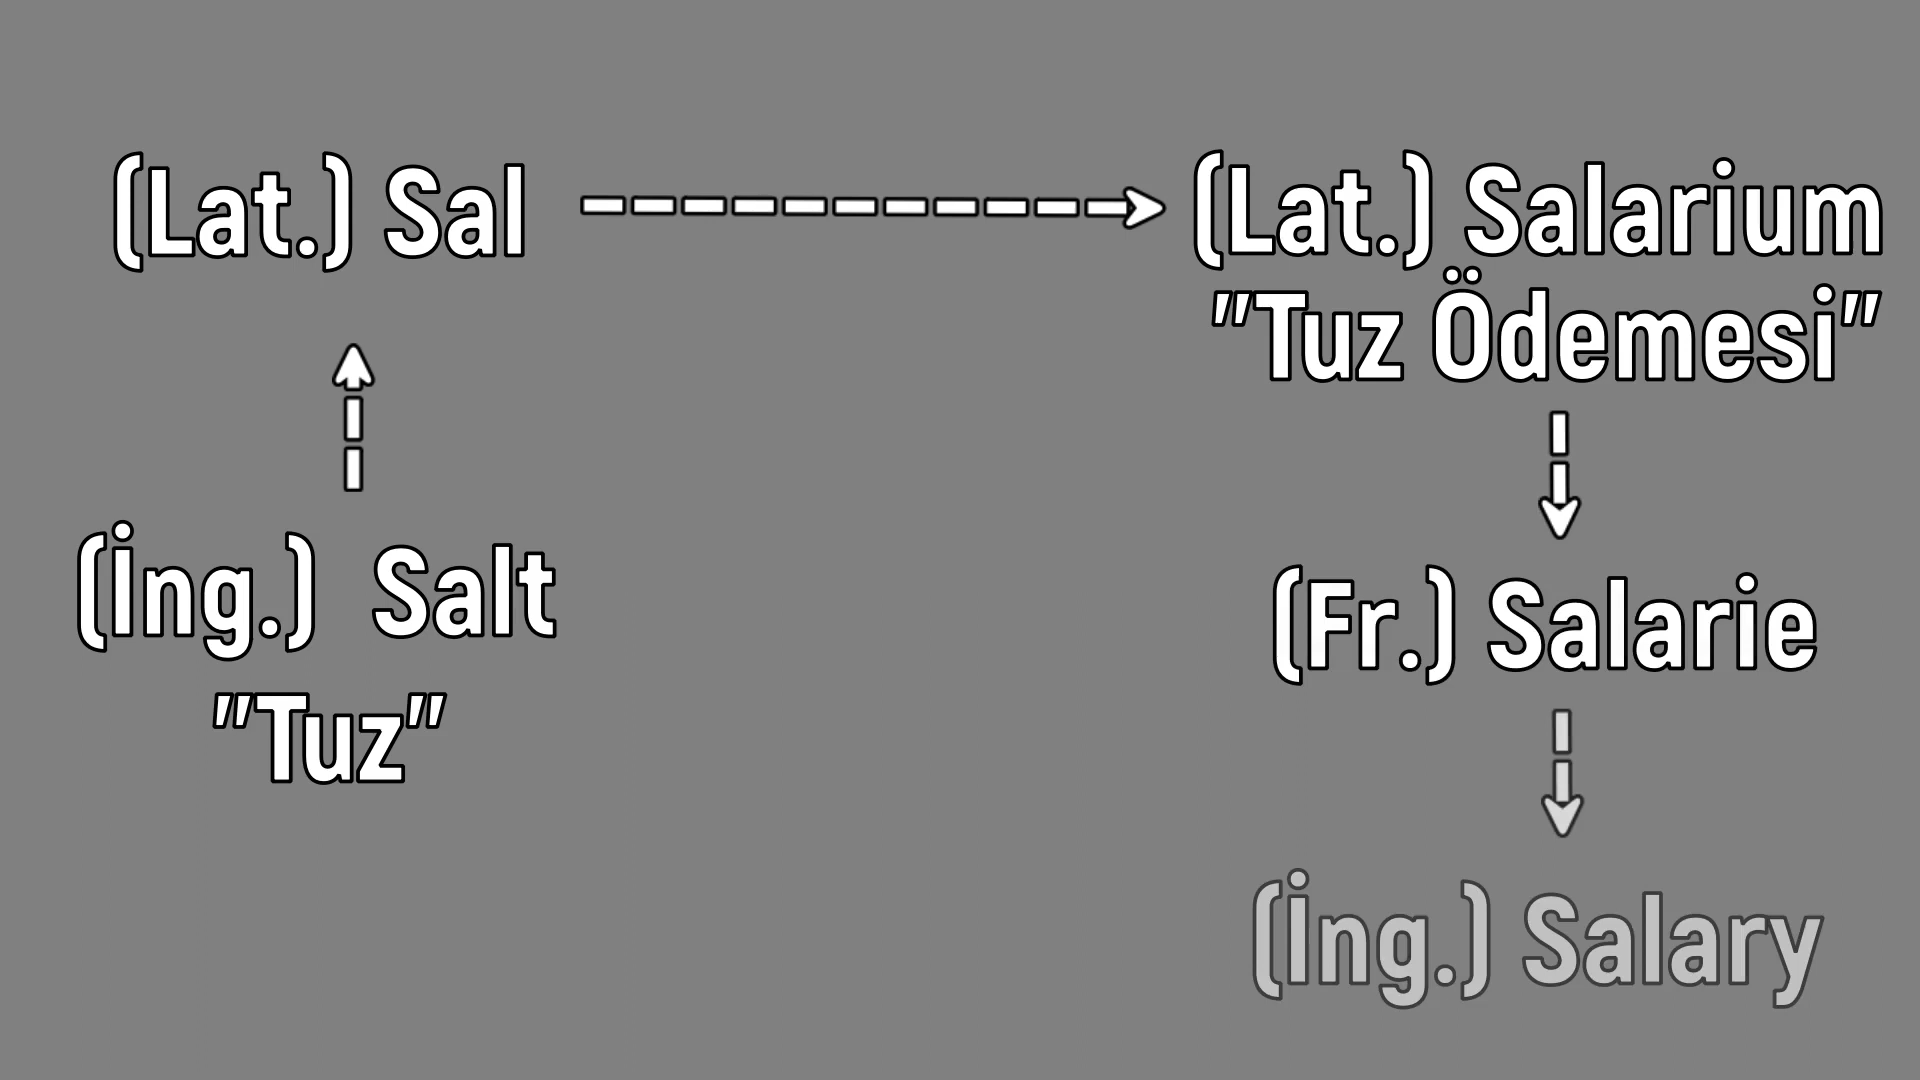 (Lat.) Sal
(Lat.) Salarium
"Tuz Ödemesi"
(İng.) Salt
"Tuz"
(Fr.) Salarie
(İng.) Salary